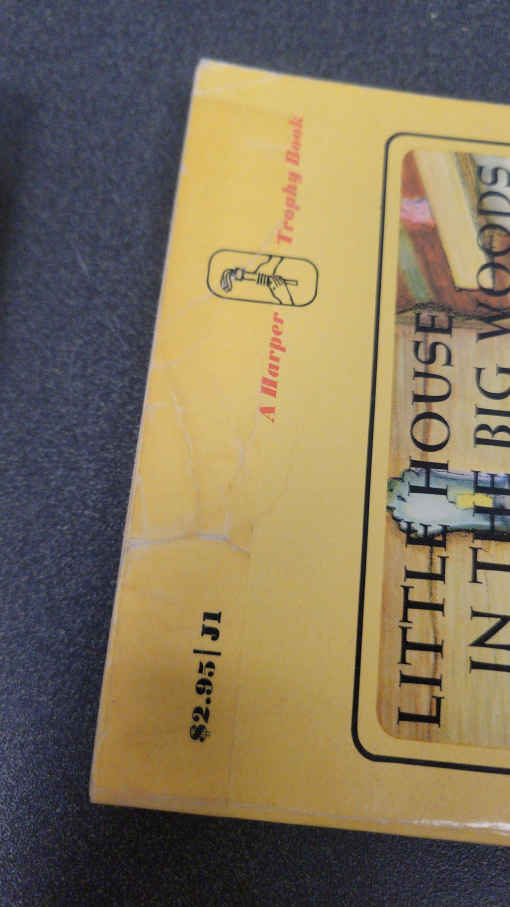 $2.95 | J1
A Harper Trophy Book
LITTLE HOUSE
IN THE BIG WOODS